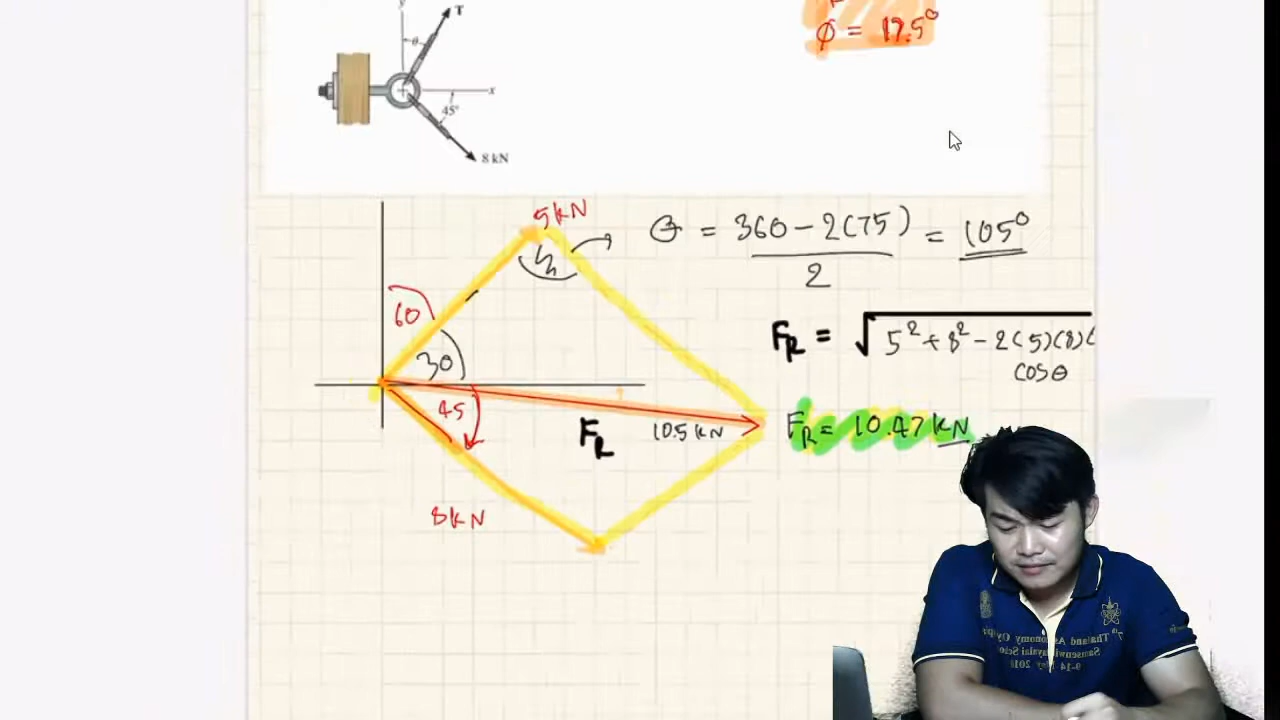 y
T
φ = 17.5°
θ
x
45°
8 kN
5kN
θ = 360 - 2(75) / 2 = 105°
60
30
FR = √5² + 8² - 2(5)(8)(
cosθ
45
FR
10.5 kN
FR = 10.47 kN
8kN